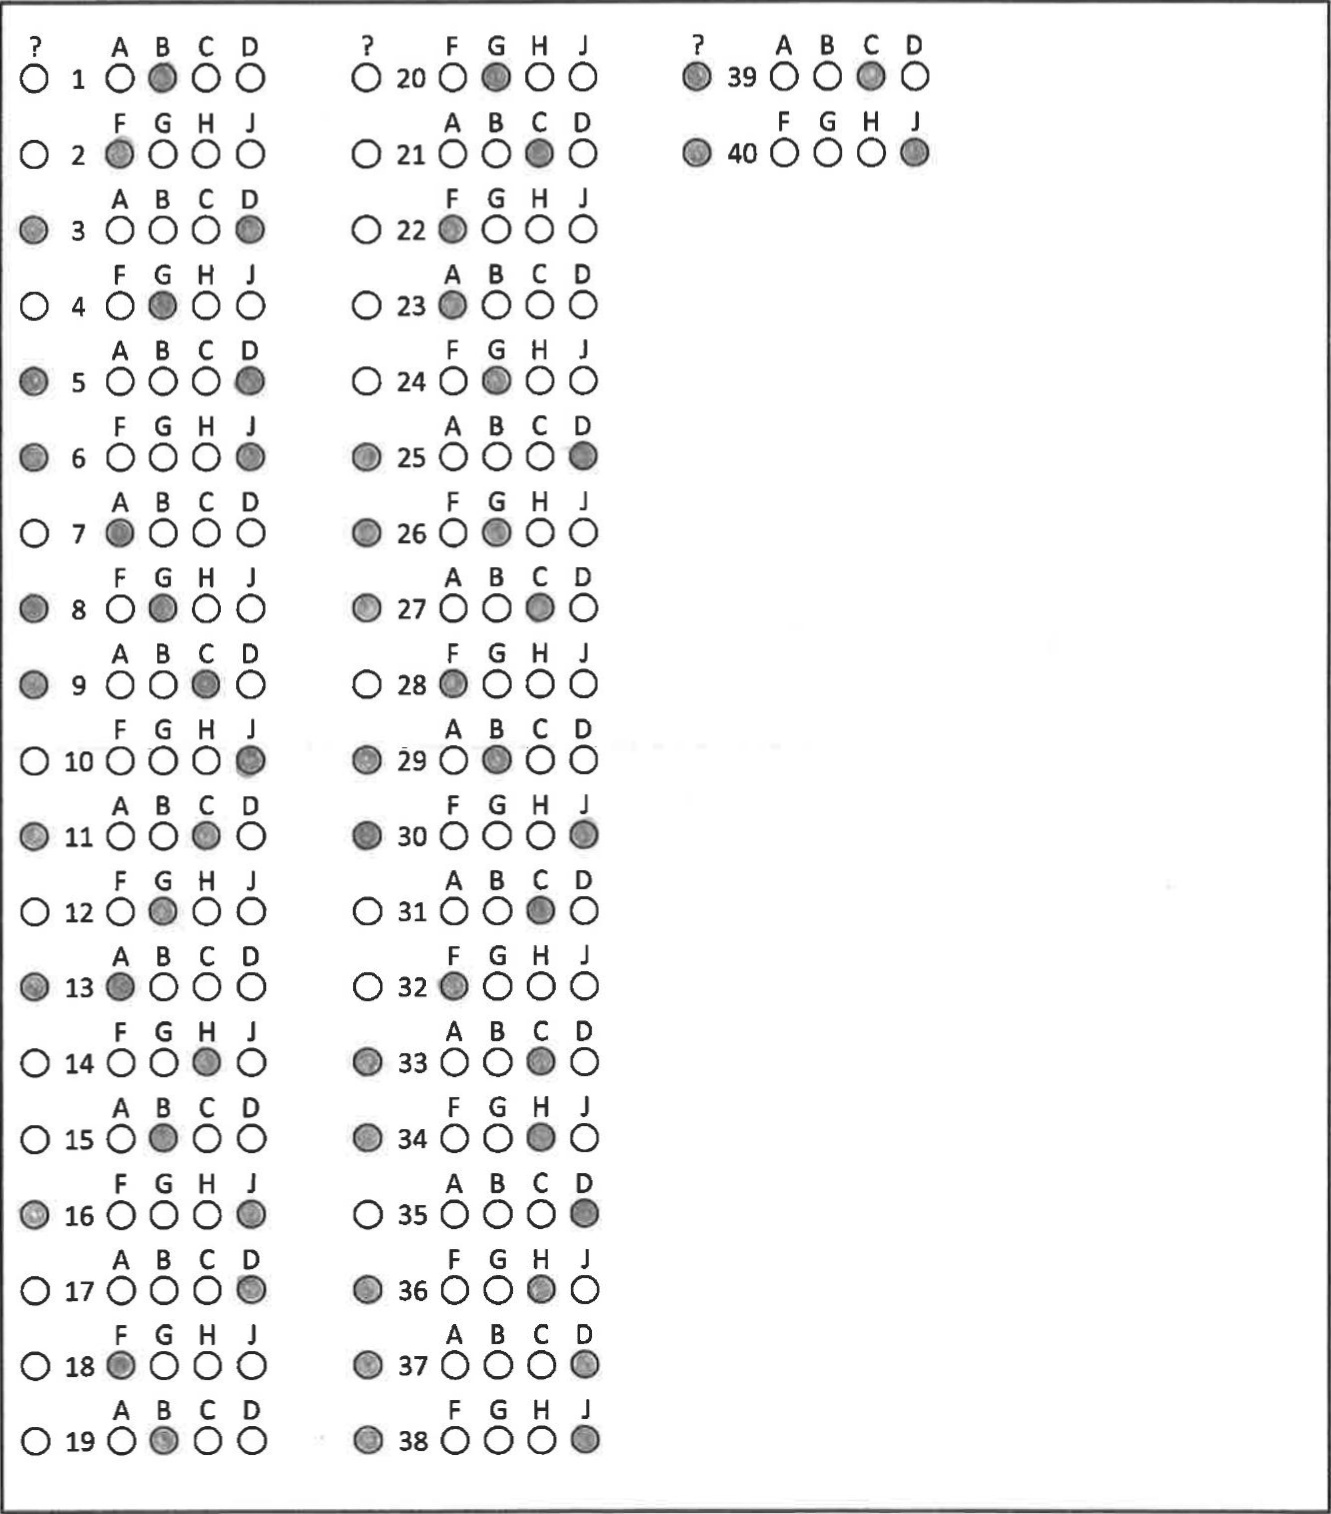 ? A B C D
1
F G H J
2
A B C D
3
F G H J
4
A B C D
5
F G H J
6
A B C D
7
F G H J
8
A B C D
9
F G H J
10
A B C D
11
F G H J
12
A B C D
13
F G H J
14
A B C D
15
F G H J
16
A B C D
17
F G H J
18
A B C D
19
? F G H J
20
A B C D
21
F G H J
22
A B C D
23
F G H J
24
A B C D
25
F G H J
26
A B C D
27
F G H J
28
A B C D
29
F G H J
30
A B C D
31
F G H J
32
A B C D
33
F G H J
34
A B C D
35
F G H J
36
A B C D
37
F G H J
38
? A B C D
39
F G H J
40